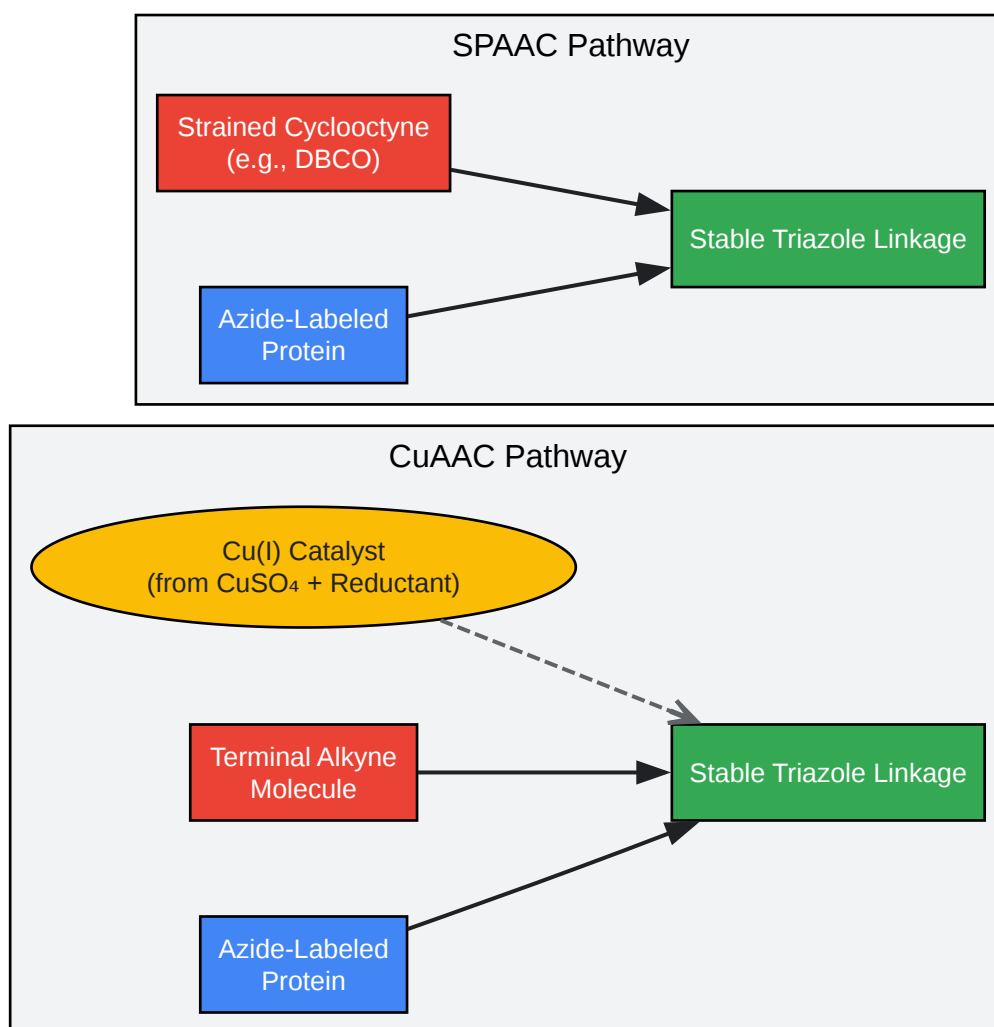 SPAAC Pathway
Strained Cyclooctyne
(e.g., DBCO)
Stable Triazole Linkage
Azide-Labeled
Protein
CuAAC Pathway
Cu(I) Catalyst
(from CuSO₄ + Reductant)
Terminal Alkyne
Molecule
Stable Triazole Linkage
Azide-Labeled
Protein